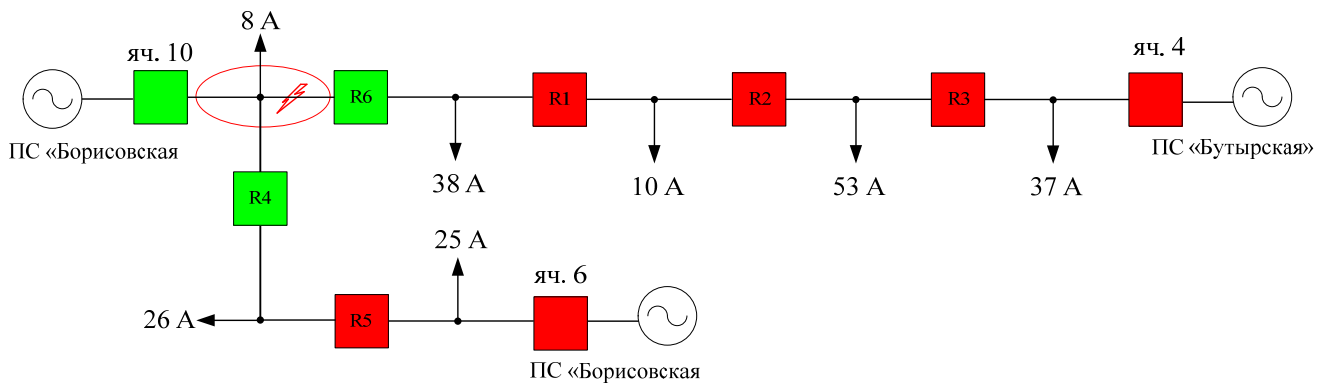 8 А
яч. 10
яч. 4
R6
R1
R2
R3
ПС «Борисовская
ПС «Бутырская»
38 А
10 А
53 А
37 А
R4
25 А
яч. 6
26 А
R5
ПС «Борисовская